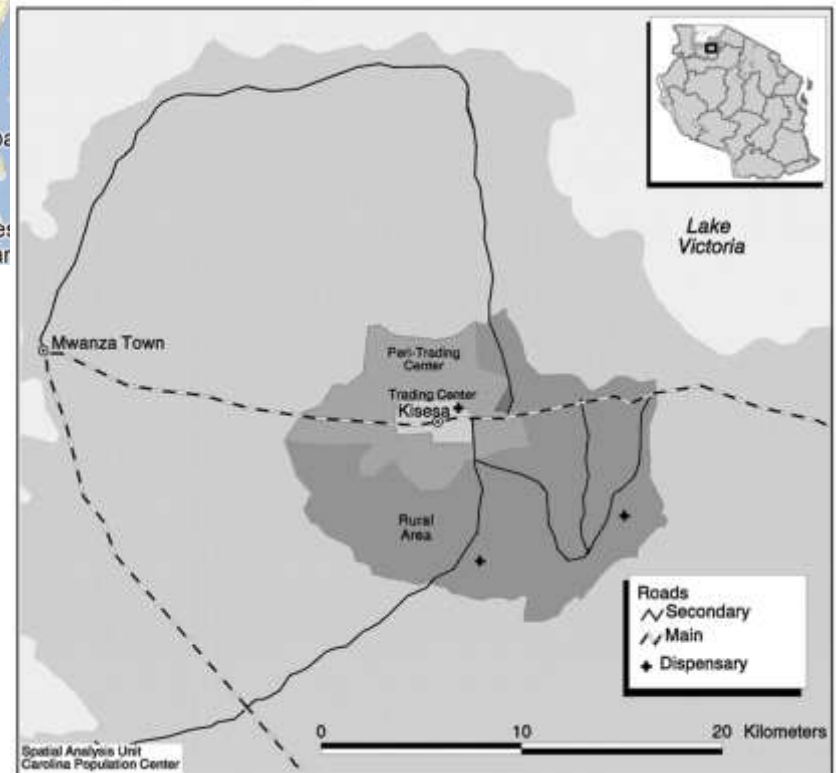 Lake
Victoria
Mwanza Town
Peri-Trading
Center
Trading Center
Kisesa
Rural
Area
Roads
Secondary
Main
Dispensary
0 10 20 Kilometers
Spatial Analysis Unit
Carolina Population Center